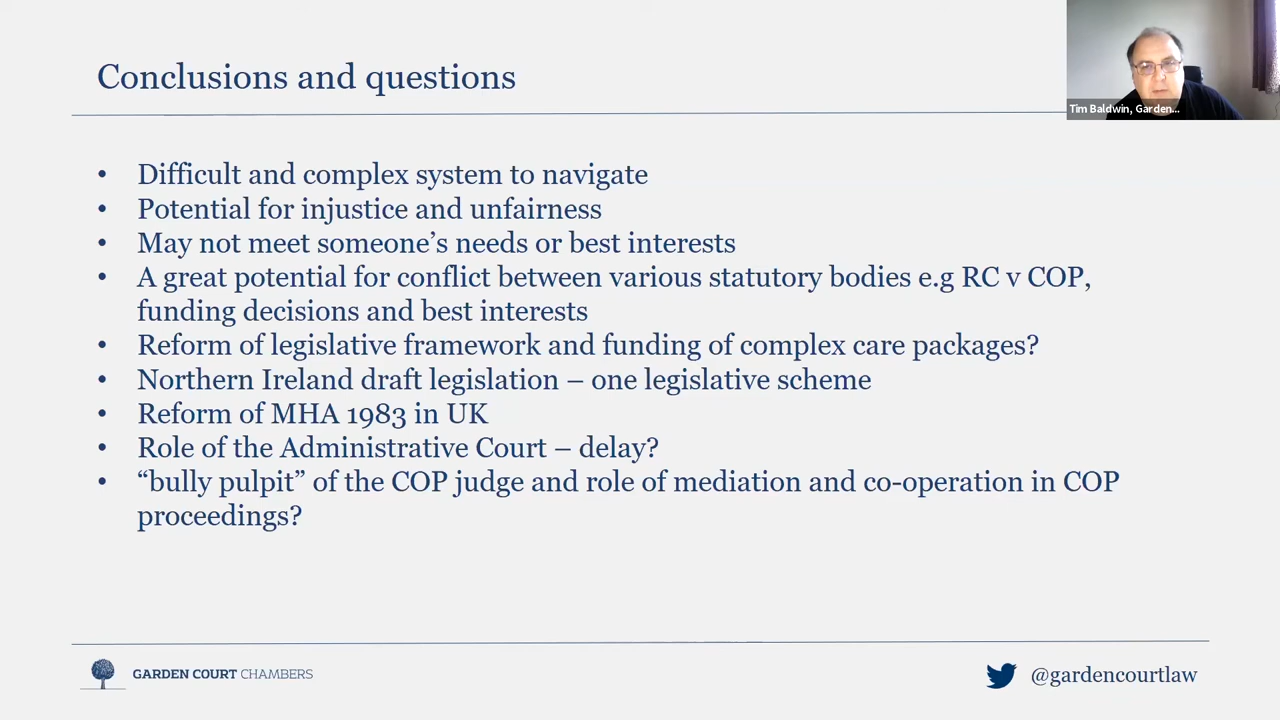 Conclusions and questions
Tim Baldwin, Garden...
• Difficult and complex system to navigate
• Potential for injustice and unfairness
• May not meet someone’s needs or best interests
• A great potential for conflict between various statutory bodies e.g RC v COP,
funding decisions and best interests
• Reform of legislative framework and funding of complex care packages?
• Northern Ireland draft legislation – one legislative scheme
• Reform of MHA 1983 in UK
• Role of the Administrative Court – delay?
• “bully pulpit” of the COP judge and role of mediation and co-operation in COP
proceedings?
GARDEN COURT CHAMBERS
@gardencourtlaw